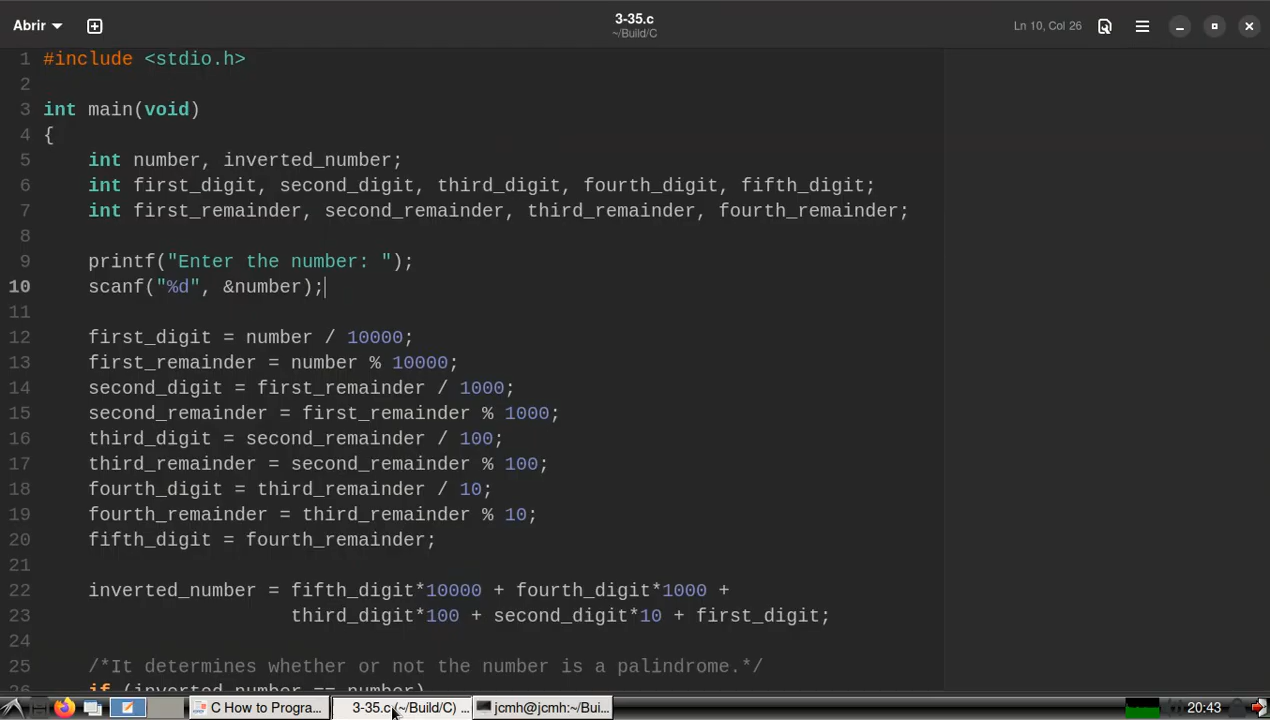 Abrir
3-35.c
~/Build/C
Ln 10, Col 26
1 #include <stdio.h>
2
3 int main(void)
4 {
5 int number, inverted_number;
6 int first_digit, second_digit, third_digit, fourth_digit, fifth_digit;
7 int first_remainder, second_remainder, third_remainder, fourth_remainder;
8
9 printf("Enter the number: ");
10 scanf("%d", &number);
11
12 first_digit = number / 10000;
13 first_remainder = number % 10000;
14 second_digit = first_remainder / 1000;
15 second_remainder = first_remainder % 1000;
16 third_digit = second_remainder / 100;
17 third_remainder = second_remainder % 100;
18 fourth_digit = third_remainder / 10;
19 fourth_remainder = third_remainder % 10;
20 fifth_digit = fourth_remainder;
21
22 inverted_number = fifth_digit*10000 + fourth_digit*1000 +
23 third_digit*100 + second_digit*10 + first_digit;
24
25 /*It determines whether or not the number is a palindrome.*/
26 if (inverted_number == number)
C How to Progra... 3-35.c (~/Build/C) ... jcmh@jcmh:~/Bui... 20:43